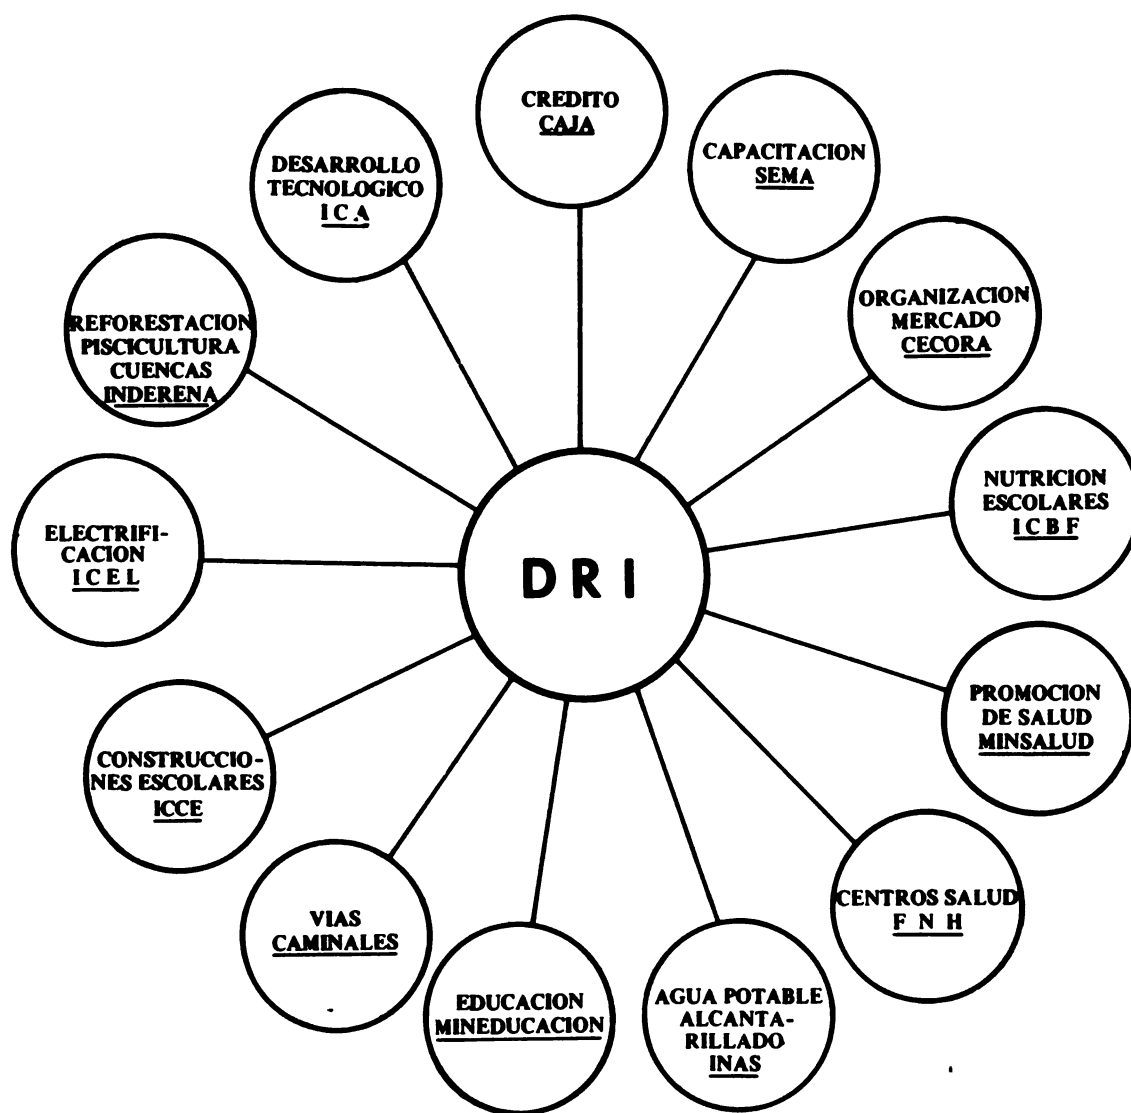 CREDITO
CAJA
CAPACITACION
SEMA
ORGANIZACION
MERCADO
CECORA
NUTRICION
ESCOLARES
I C B F
PROMOCION
DE SALUD
MINSALUD
CENTROS SALUD
F N H
AGUA POTABLE
ALCANTA-
RILLADO
INAS
EDUCACION
MINEDUCACION
VIAS
CAMINALES
CONSTRUCCIO-
NES ESCOLARES
ICCE
ELECTRIFI-
CACION
I C E L
REFORESTACION
PISCICULTURA
CUENCAS
INDERENA
DESARROLLO
TECNOLOGICO
I C A
D R I